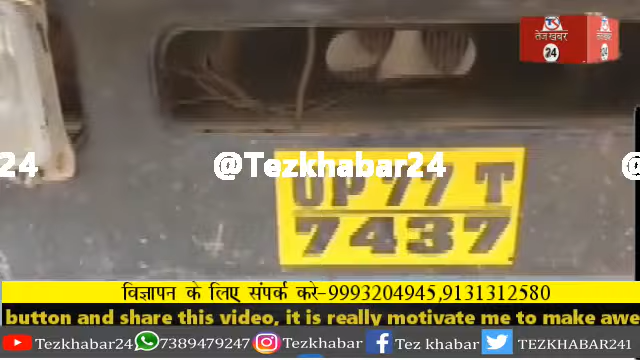 तेज खबर
24
24
@Tezkhabar24
@
UP 77 T
7437
विज्ञापन के लिए संपर्क करे-9993204945,9131312580
button and share this video, it is really motivate me to make awe
Tezkhabar24 7389479247 Tezkhabar24 Tez khabar TEZKHABAR241